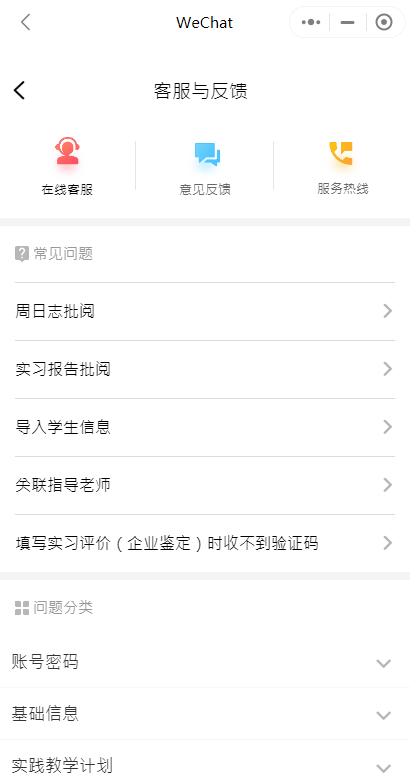 WeChat
客服与反馈
在线客服
意见反馈
服务热线
常见问题
周日志批阅
实习报告批阅
导入学生信息
关联指导老师
填写实习评价（企业鉴定）时收不到验证码
问题分类
账号密码
基础信息
实践教学计划